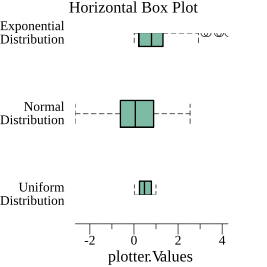 Horizontal Box Plot
Exponential
Distribution
Normal
Distribution
Uniform
Distribution
-2 0 2 4
plotter.Values